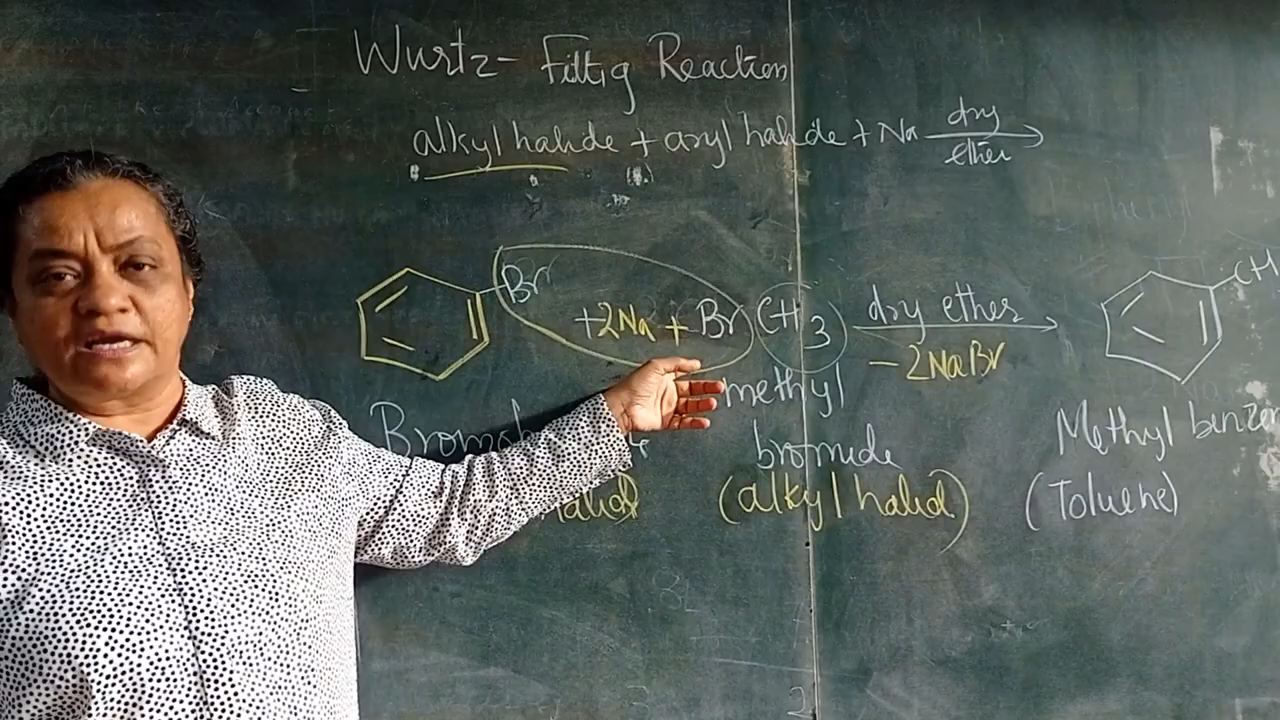 Wurtz- Fittig Reaction
alkyl halide + aryl halide + Na dry ether
Br +2Na + Br CH3 dry ether CH
-2NaBr
methyl
bromide
Methyl
(alkyl halid) (Toluene)